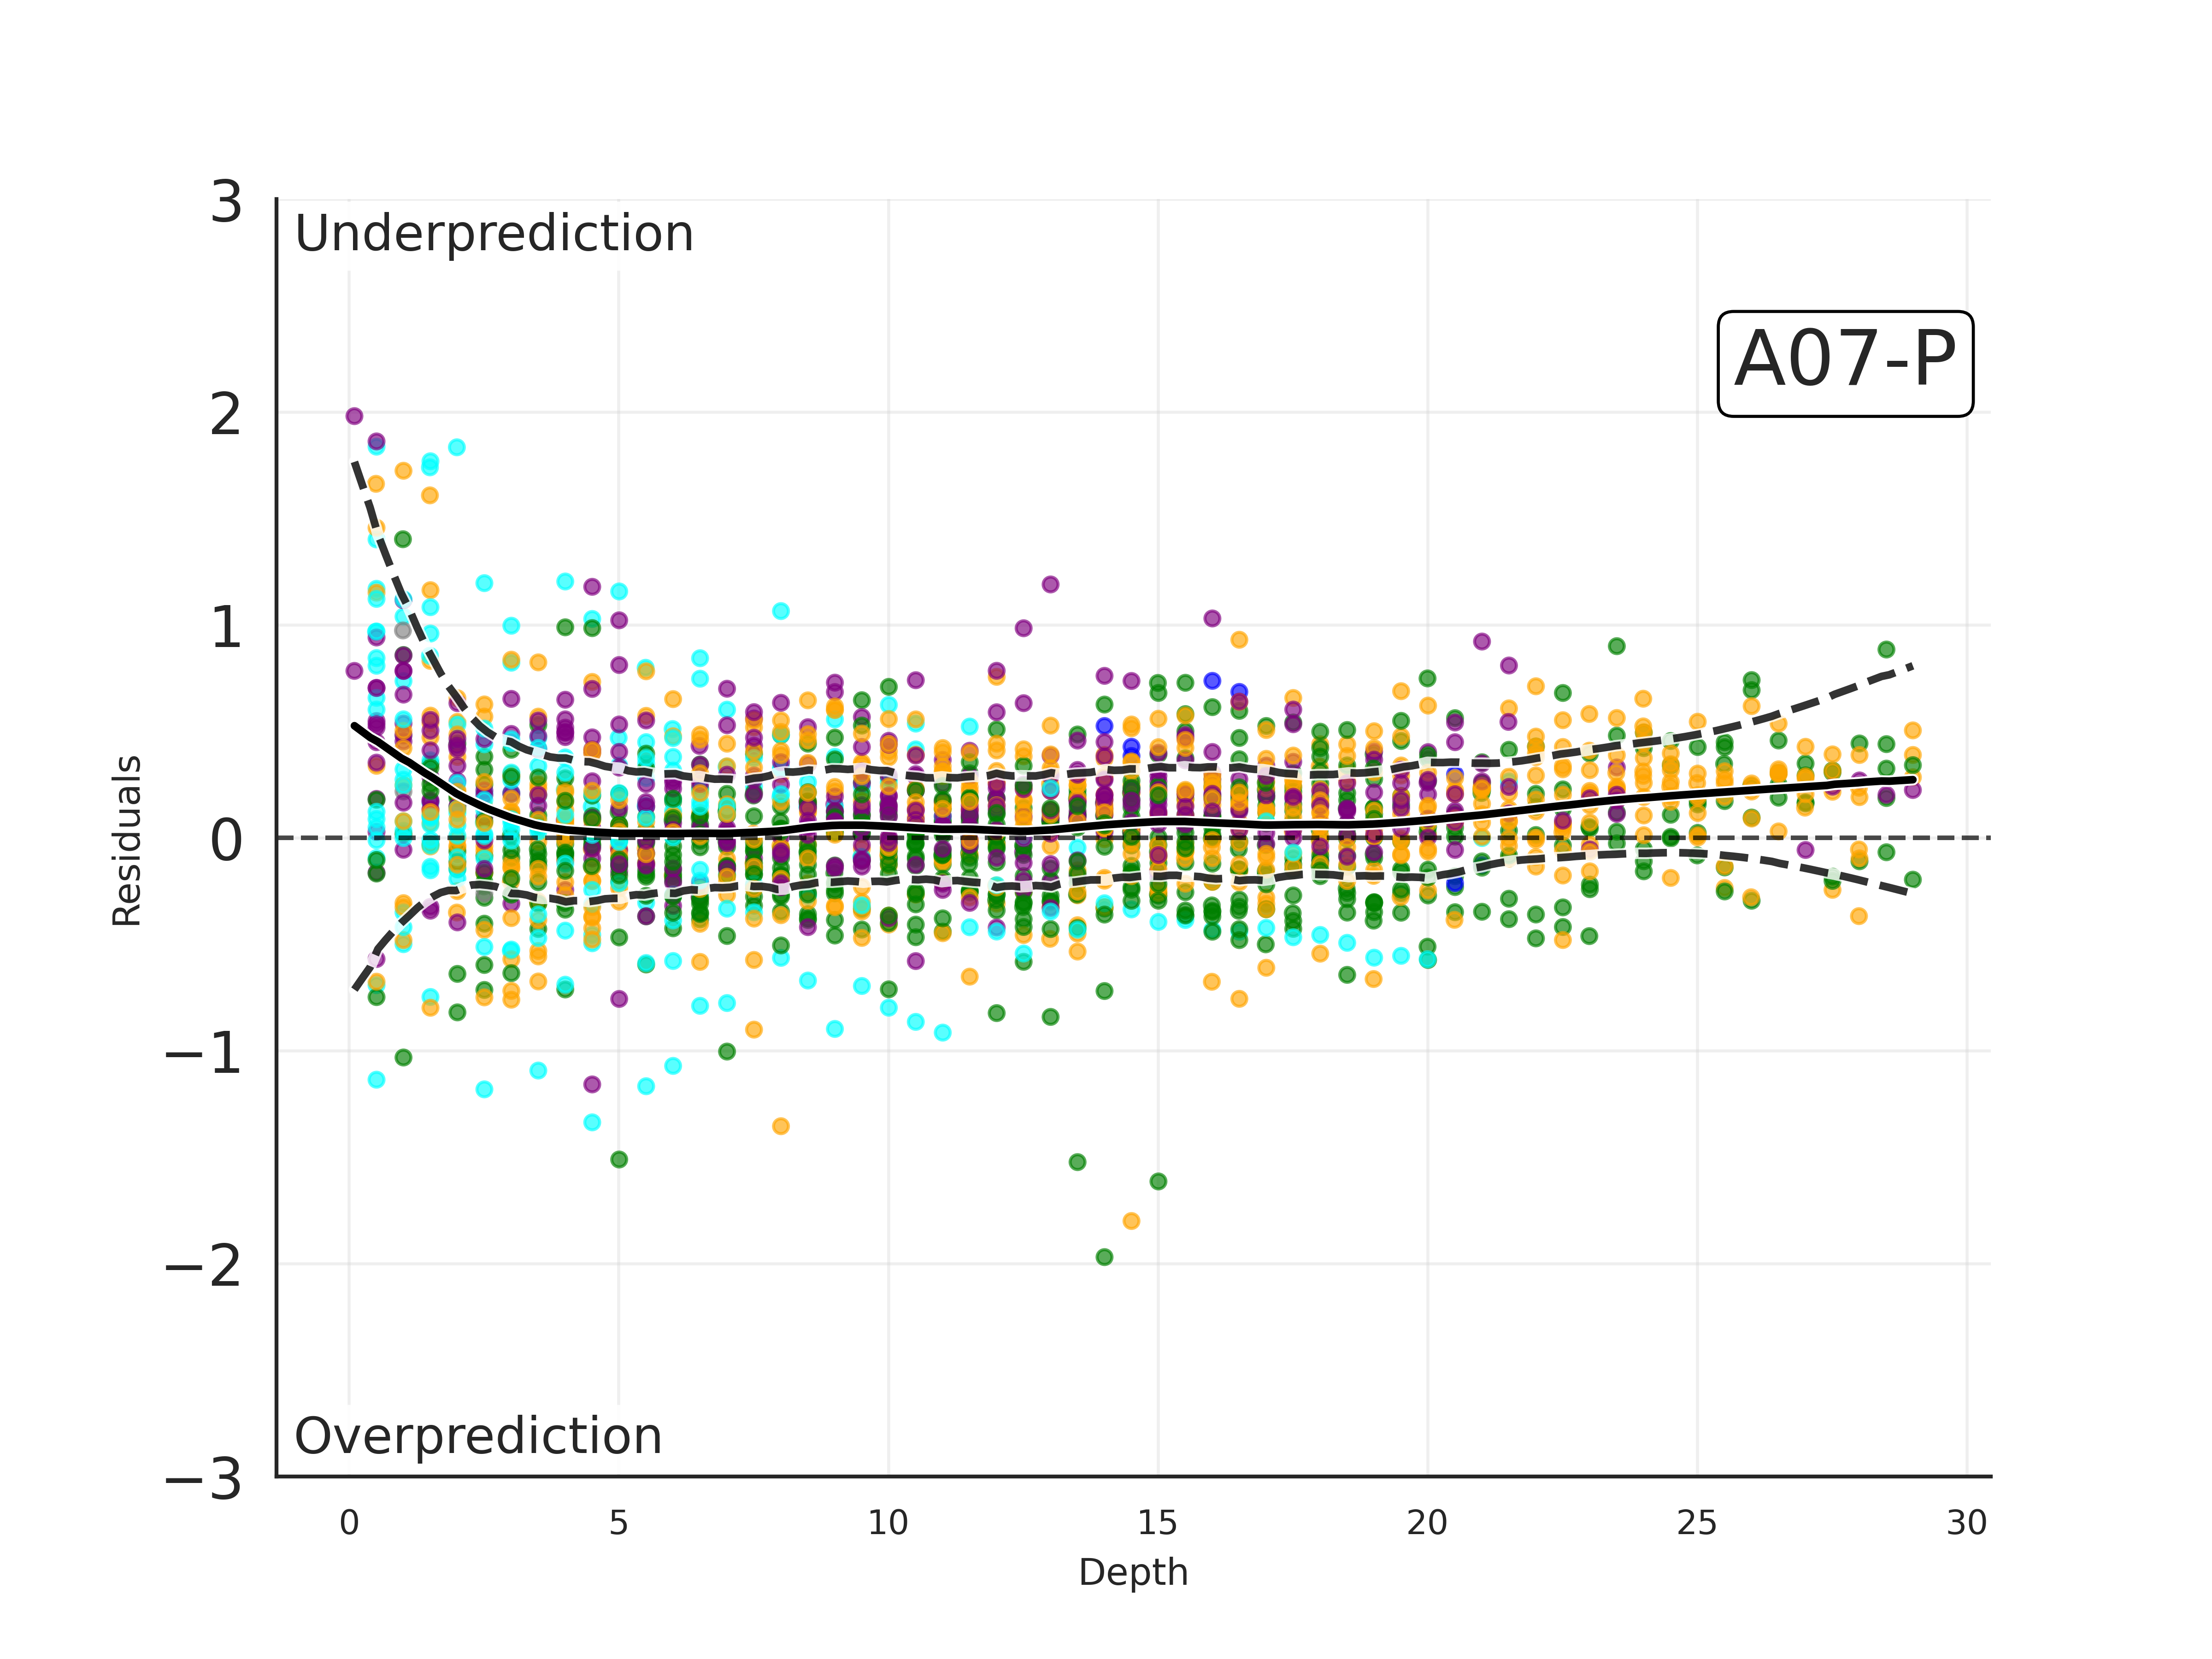 3
Underprediction
A07-P
2
1
0
Residuals
−1
−2
Overprediction
−3
0 5 10 15 20 25 30
Depth